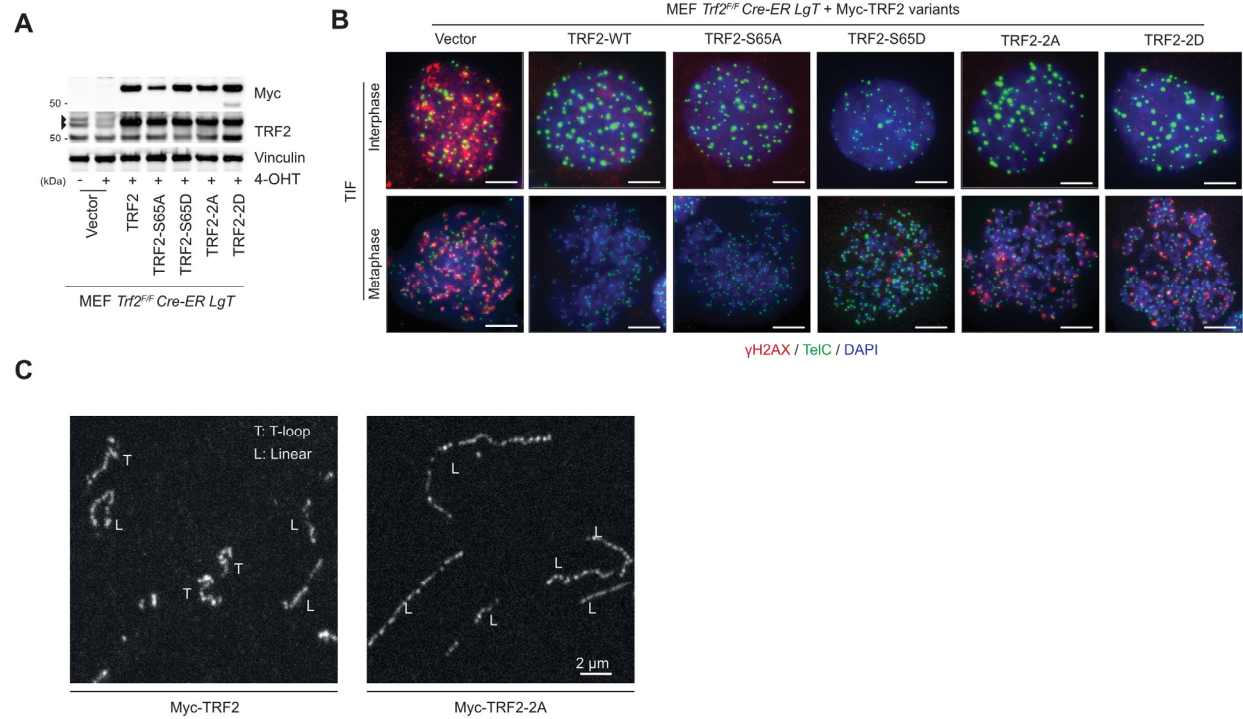 A
Myc
50 -
TRF2
50 -
Vinculin
(kDa)
- + + + + + +
4-OHT
Vector
TRF2
TRF2-S65A
TRF2-S65D
TRF2-2A
TRF2-2D
MEF Trf2F/F Cre-ER LgT
B
MEF Trf2F/F Cre-ER LgT + Myc-TRF2 variants
Vector TRF2-WT TRF2-S65A TRF2-S65D TRF2-2A TRF2-2D
TIF
Interphase
Metaphase
γH2AX / TelC / DAPI
C
T: T-loop
L: Linear
T
L
L
T
T
L
Myc-TRF2
L
L
L
L
L
L
2 µm
Myc-TRF2-2A